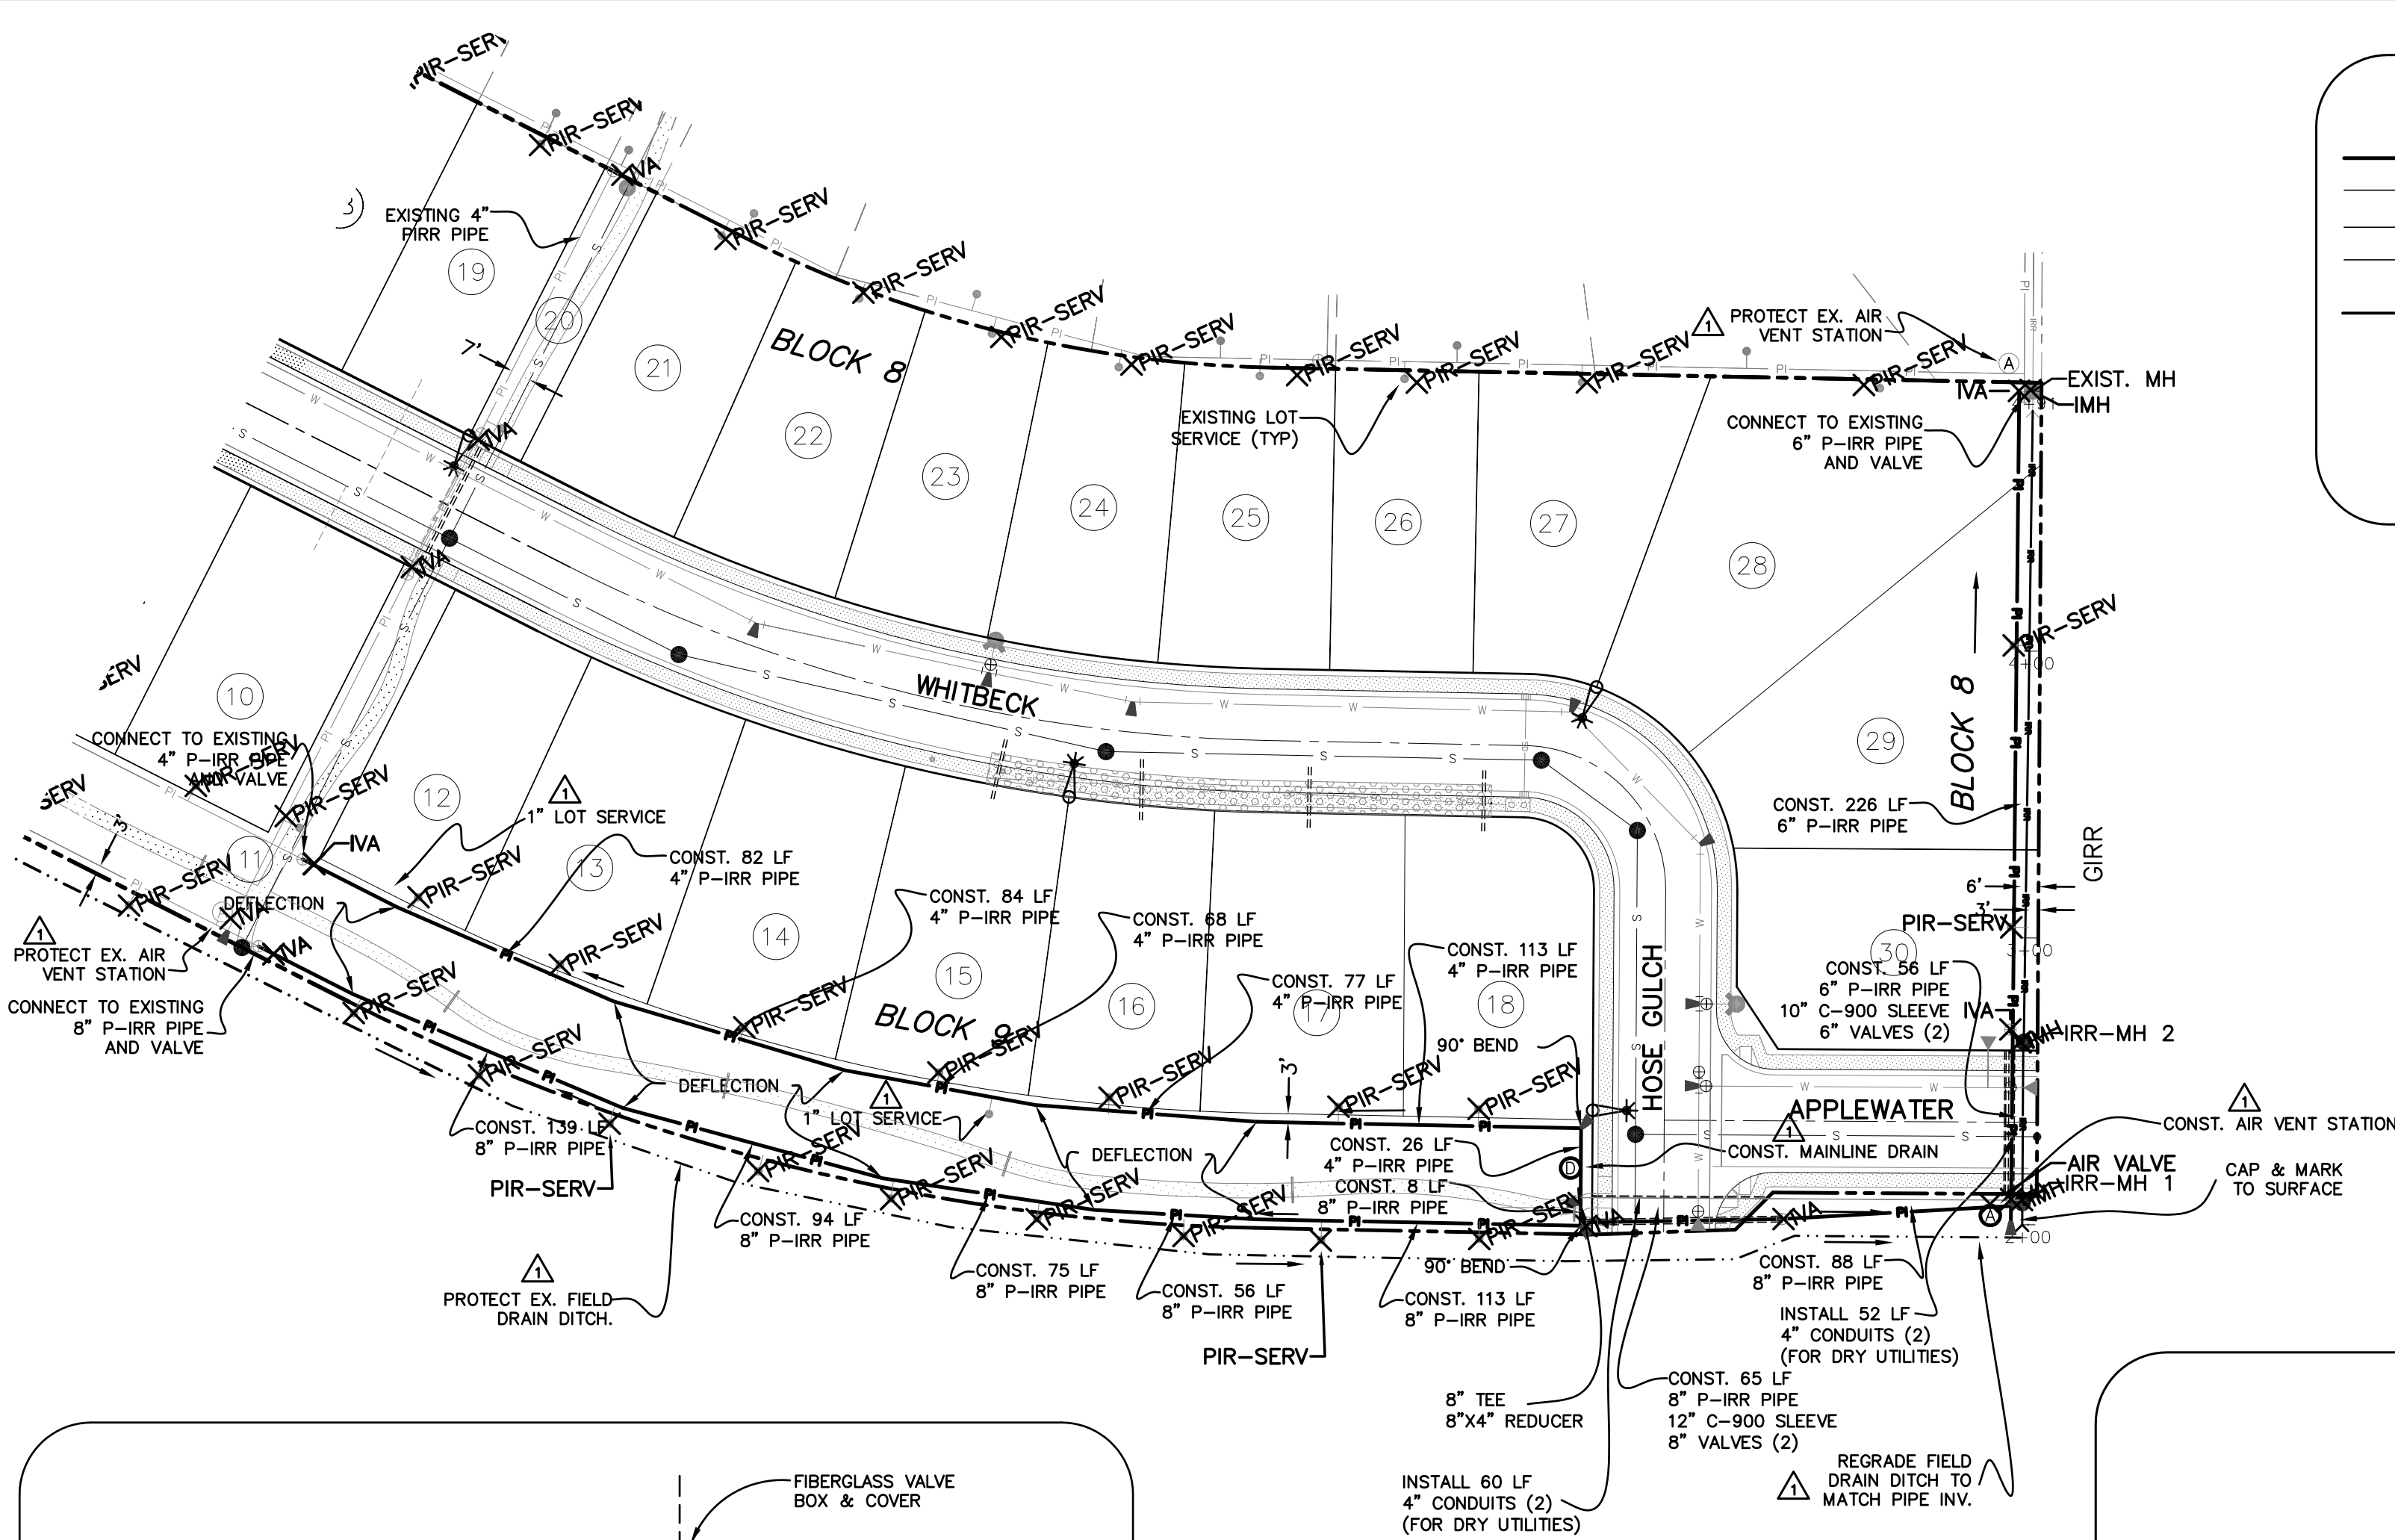 PIR-SERV
PIR-SERV
IVA
EXISTING 4"
PIRR PIPE
PIR-SERV
PIR-SERV
PIR-SERV
PIR-SERV
PIR-SERV
PIR-SERV
PIR-SERV
PIR-SERV
1
PROTECT EX. AIR
VENT STATION
A
EXIST. MH
IVA
IMH
EXISTING LOT
SERVICE (TYP)
CONNECT TO EXISTING
6" P-IRR PIPE
AND VALVE
19
20
21
22
23
24
25
26
27
28
29
30
7'
BLOCK 8
IVA
IVA
WHITBECK
BLOCK 8
PIR-SERV
4+00
CONST. 226 LF
6" P-IRR PIPE
GIRR
6'
3'
PIR-SERV
3+00
CONST. 56 LF
6" P-IRR PIPE
10" C-900 SLEEVE
6" VALVES (2)
IVA
IRR-MH 2
SERV
10
CONNECT TO EXISTING
4" P-IRR PIPE
AND VALVE
PIR-SERV
PIR-SERV
SERV
3'
11
IVA
12
1
1" LOT SERVICE
13
CONST. 82 LF
4" P-IRR PIPE
PIR-SERV
PIR-SERV
DEFLECTION
PIR-SERV
IVA
IVA
1
PROTECT EX. AIR
VENT STATION
CONNECT TO EXISTING
8" P-IRR PIPE
AND VALVE
14
CONST. 84 LF
4" P-IRR PIPE
15
CONST. 68 LF
4" P-IRR PIPE
16
CONST. 77 LF
4" P-IRR PIPE
17
CONST. 113 LF
4" P-IRR PIPE
18
90° BEND
HOSE GULCH
BLOCK 9
PIR-SERV
PIR-SERV
PIR-SERV
PIR-SERV
PIR-SERV
3'
PIR-SERV
PIR-SERV
PIR-SERV
DEFLECTION
1
1" LOT SERVICE
DEFLECTION
CONST. 139 LF
8" P-IRR PIPE
PIR-SERV
PIR-SERV
PIR-SERV
PIR-SERV
PIR-SERV
PIR-SERV
CONST. 26 LF
4" P-IRR PIPE
CONST. 8 LF
8" P-IRR PIPE
D
APPLEWATER
1
CONST. MAINLINE DRAIN
1
CONST. AIR VENT STATION
AIR VALVE
IRR-MH 1
IMH
CAP & MARK
TO SURFACE
A
2+00
IVA
IVA
CONST. 94 LF
8" P-IRR PIPE
CONST. 75 LF
8" P-IRR PIPE
CONST. 56 LF
8" P-IRR PIPE
90° BEND
CONST. 113 LF
8" P-IRR PIPE
PIR-SERV
1
PROTECT EX. FIELD
DRAIN DITCH.
CONST. 88 LF
8" P-IRR PIPE
INSTALL 52 LF
4" CONDUITS (2)
(FOR DRY UTILITIES)
8" TEE
8"X4" REDUCER
CONST. 65 LF
8" P-IRR PIPE
12" C-900 SLEEVE
8" VALVES (2)
1
REGRADE FIELD
DRAIN DITCH TO
MATCH PIPE INV.
INSTALL 60 LF
4" CONDUITS (2)
(FOR DRY UTILITIES)
FIBERGLASS VALVE
BOX & COVER